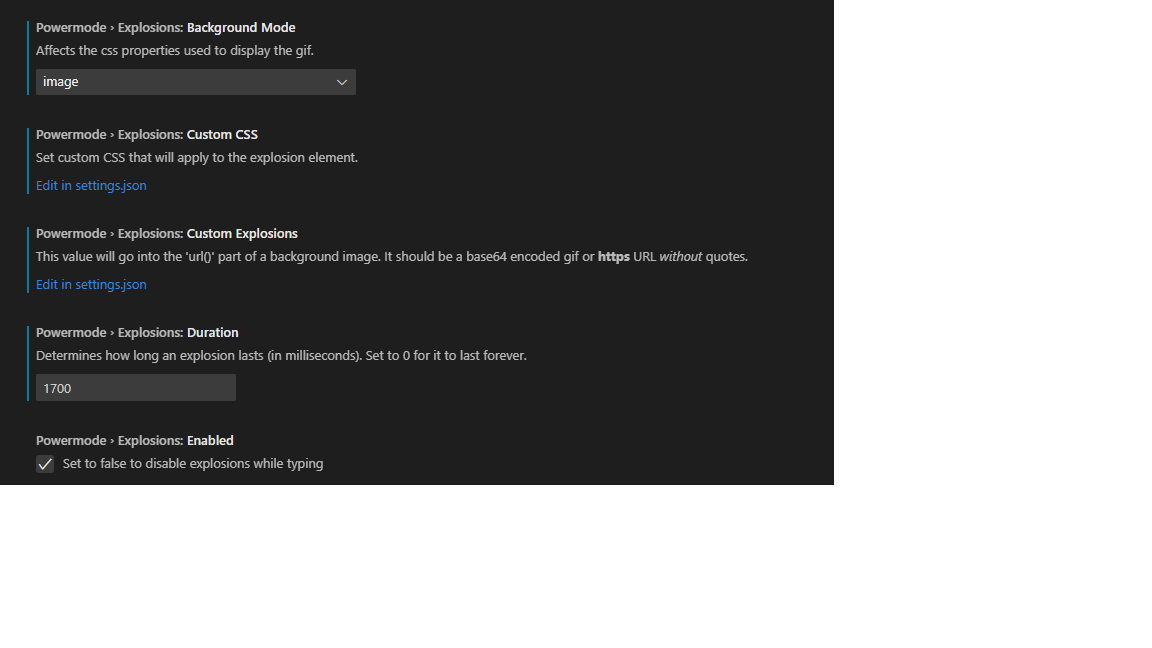 Powermode › Explosions: Background Mode
Affects the css properties used to display the gif.
image
Powermode › Explosions: Custom CSS
Set custom CSS that will apply to the explosion element.
Edit in settings.json
Powermode › Explosions: Custom Explosions
This value will go into the 'url()' part of a background image. It should be a base64 encoded gif or https URL without quotes.
Edit in settings.json
Powermode › Explosions: Duration
Determines how long an explosion lasts (in milliseconds). Set to 0 for it to last forever.
1700
Powermode › Explosions: Enabled
Set to false to disable explosions while typing